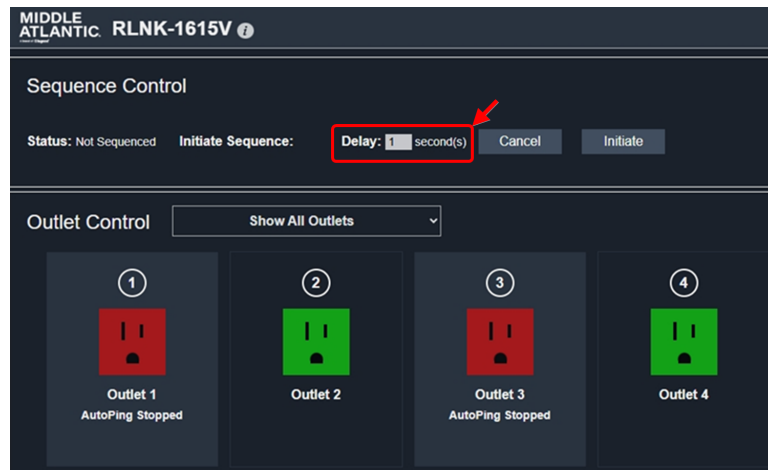 MIDDLE
ATLANTIC. RLNK-1615V i
Sequence Control
Status: Not Sequenced Initiate Sequence: Delay: 1 second(s) Cancel Initiate
Outlet Control Show All Outlets
1 2 3 4
Outlet 1 Outlet 2 Outlet 3 Outlet 4
AutoPing Stopped AutoPing Stopped